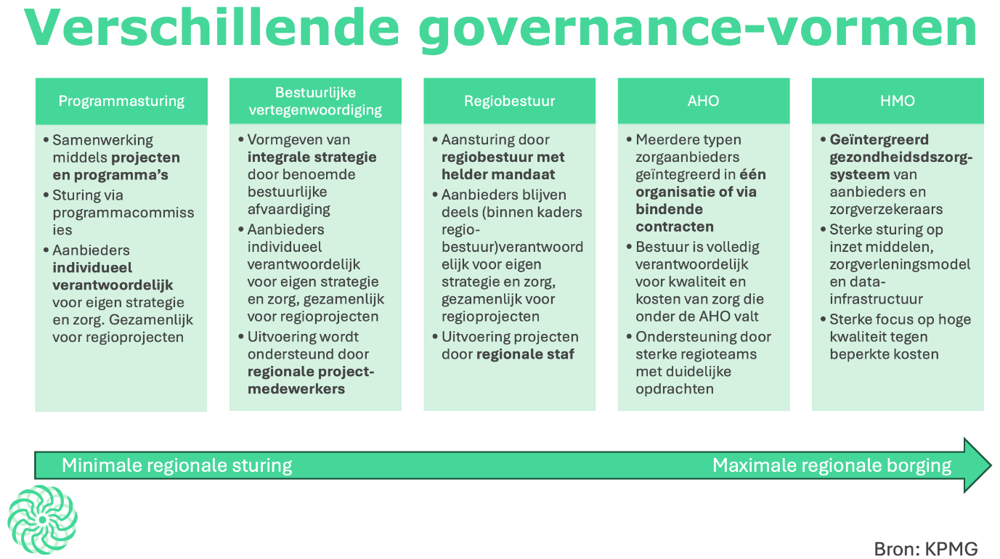 Verschillende governance-vormen
Programmasturing
• Samenwerking
middels projecten
en programma’s
• Sturing via
programmacommiss
ies
• Aanbieders
individueel
verantwoordelijk
voor eigen strategie
en zorg. Gezamenlijk
voor regioprojecten
Bestuurlijke
vertegenwoordiging
• Vormgeven van
integrale strategie
door benoemde
bestuurlijke
afvaardiging
• Aanbieders
individueel
verantwoordelijk
voor eigen strategie
en zorg, gezamenlijk
voor regioprojecten
• Uitvoering wordt
ondersteund door
regionale project-
medewerkers
Regiobestuur
• Aansturing door
regiobestuur met
helder mandaat
• Aanbieders blijven
deels (binnen kaders
regio-
bestuur)verantwoord
elijk voor eigen
strategie en zorg,
gezamenlijk voor
regioprojecten
• Uitvoering projecten
door regionale staf
AHO
• Meerdere typen
zorgaanbieders
geïntegreerd in één
organisatie of via
bindende
contracten
• Bestuur is volledig
verantwoordelijk
voor kwaliteit en
kosten van zorg die
onder de AHO valt
• Ondersteuning door
sterke regioteams
met duidelijke
opdrachten
HMO
• Geïntergreerd
gezondheidsdszorg-
systeem van
aanbieders en
zorgverzekeraars
• Sterke sturing op
inzet middelen,
zorgverleningsmodel
en data-
infrastructuur
• Sterke focus op hoge
kwaliteit tegen
beperkte kosten
Minimale regionale sturing
Maximale regionale borging
Bron: KPMG